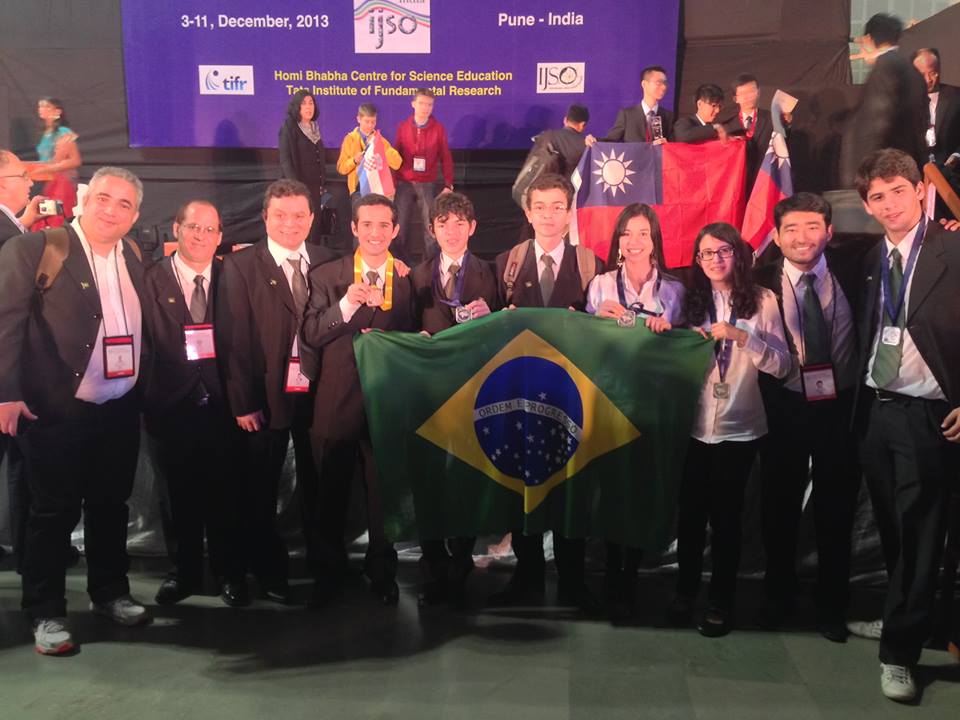 India
3-11, December, 2013
ijso
Pune - India
tifr
Homi Bhabha Centre for Science Education
Tata Institute of Fundamental Research
IJSO
ORDEM E PROGRESSO